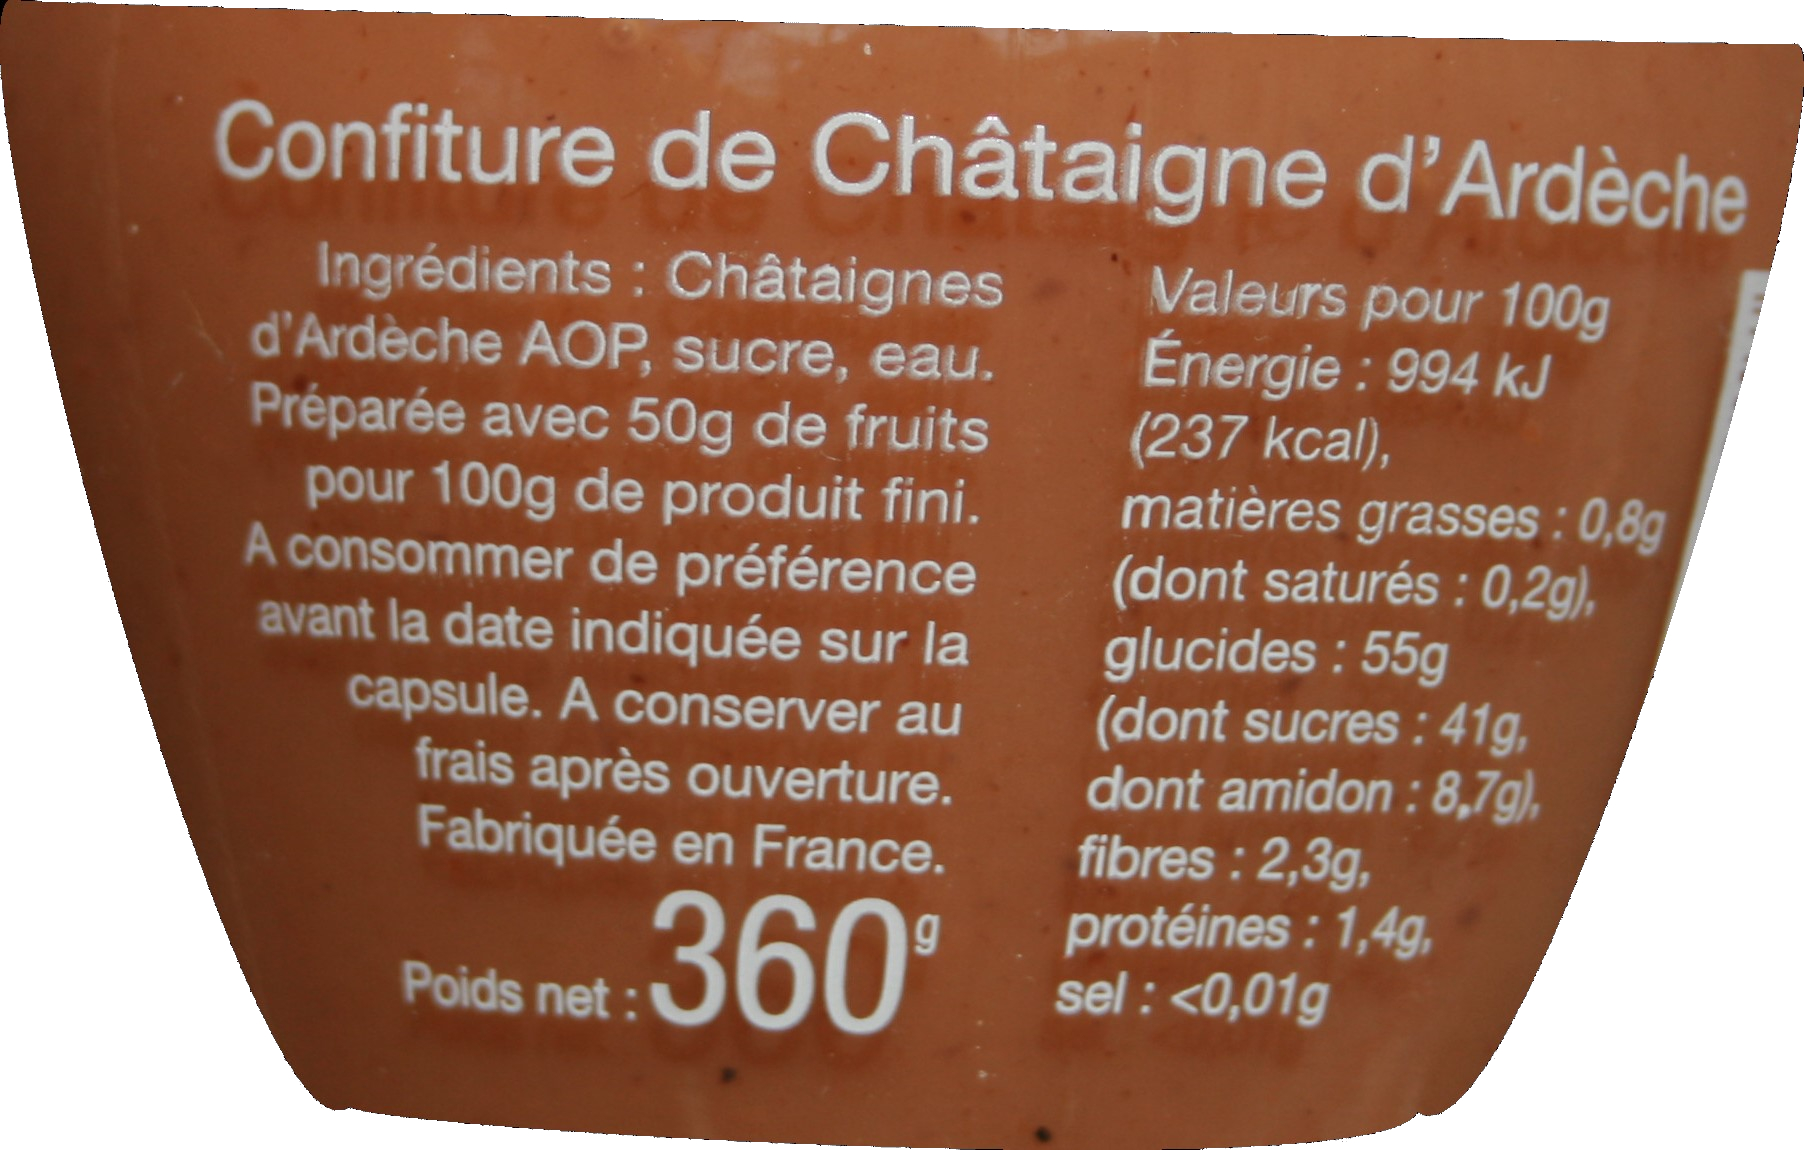 Confiture de Châtaigne d'Ardèche
Ingrédients : Châtaignes
d'Ardèche AOP, sucre, eau.
Préparée avec 50g de fruits
pour 100g de produit fini.
A consommer de préférence
avant la date indiquée sur la
capsule. A conserver au
frais après ouverture.
Fabriquée en France.
Poids net : 360g
Valeurs pour 100g
Énergie : 994 kJ
(237 kcal),
matières grasses : 0,8g
(dont saturés : 0,2g),
glucides : 55g
(dont sucres : 41g,
dont amidon : 8,7g),
fibres : 2,3g,
protéines : 1,4g,
sel : <0,01g